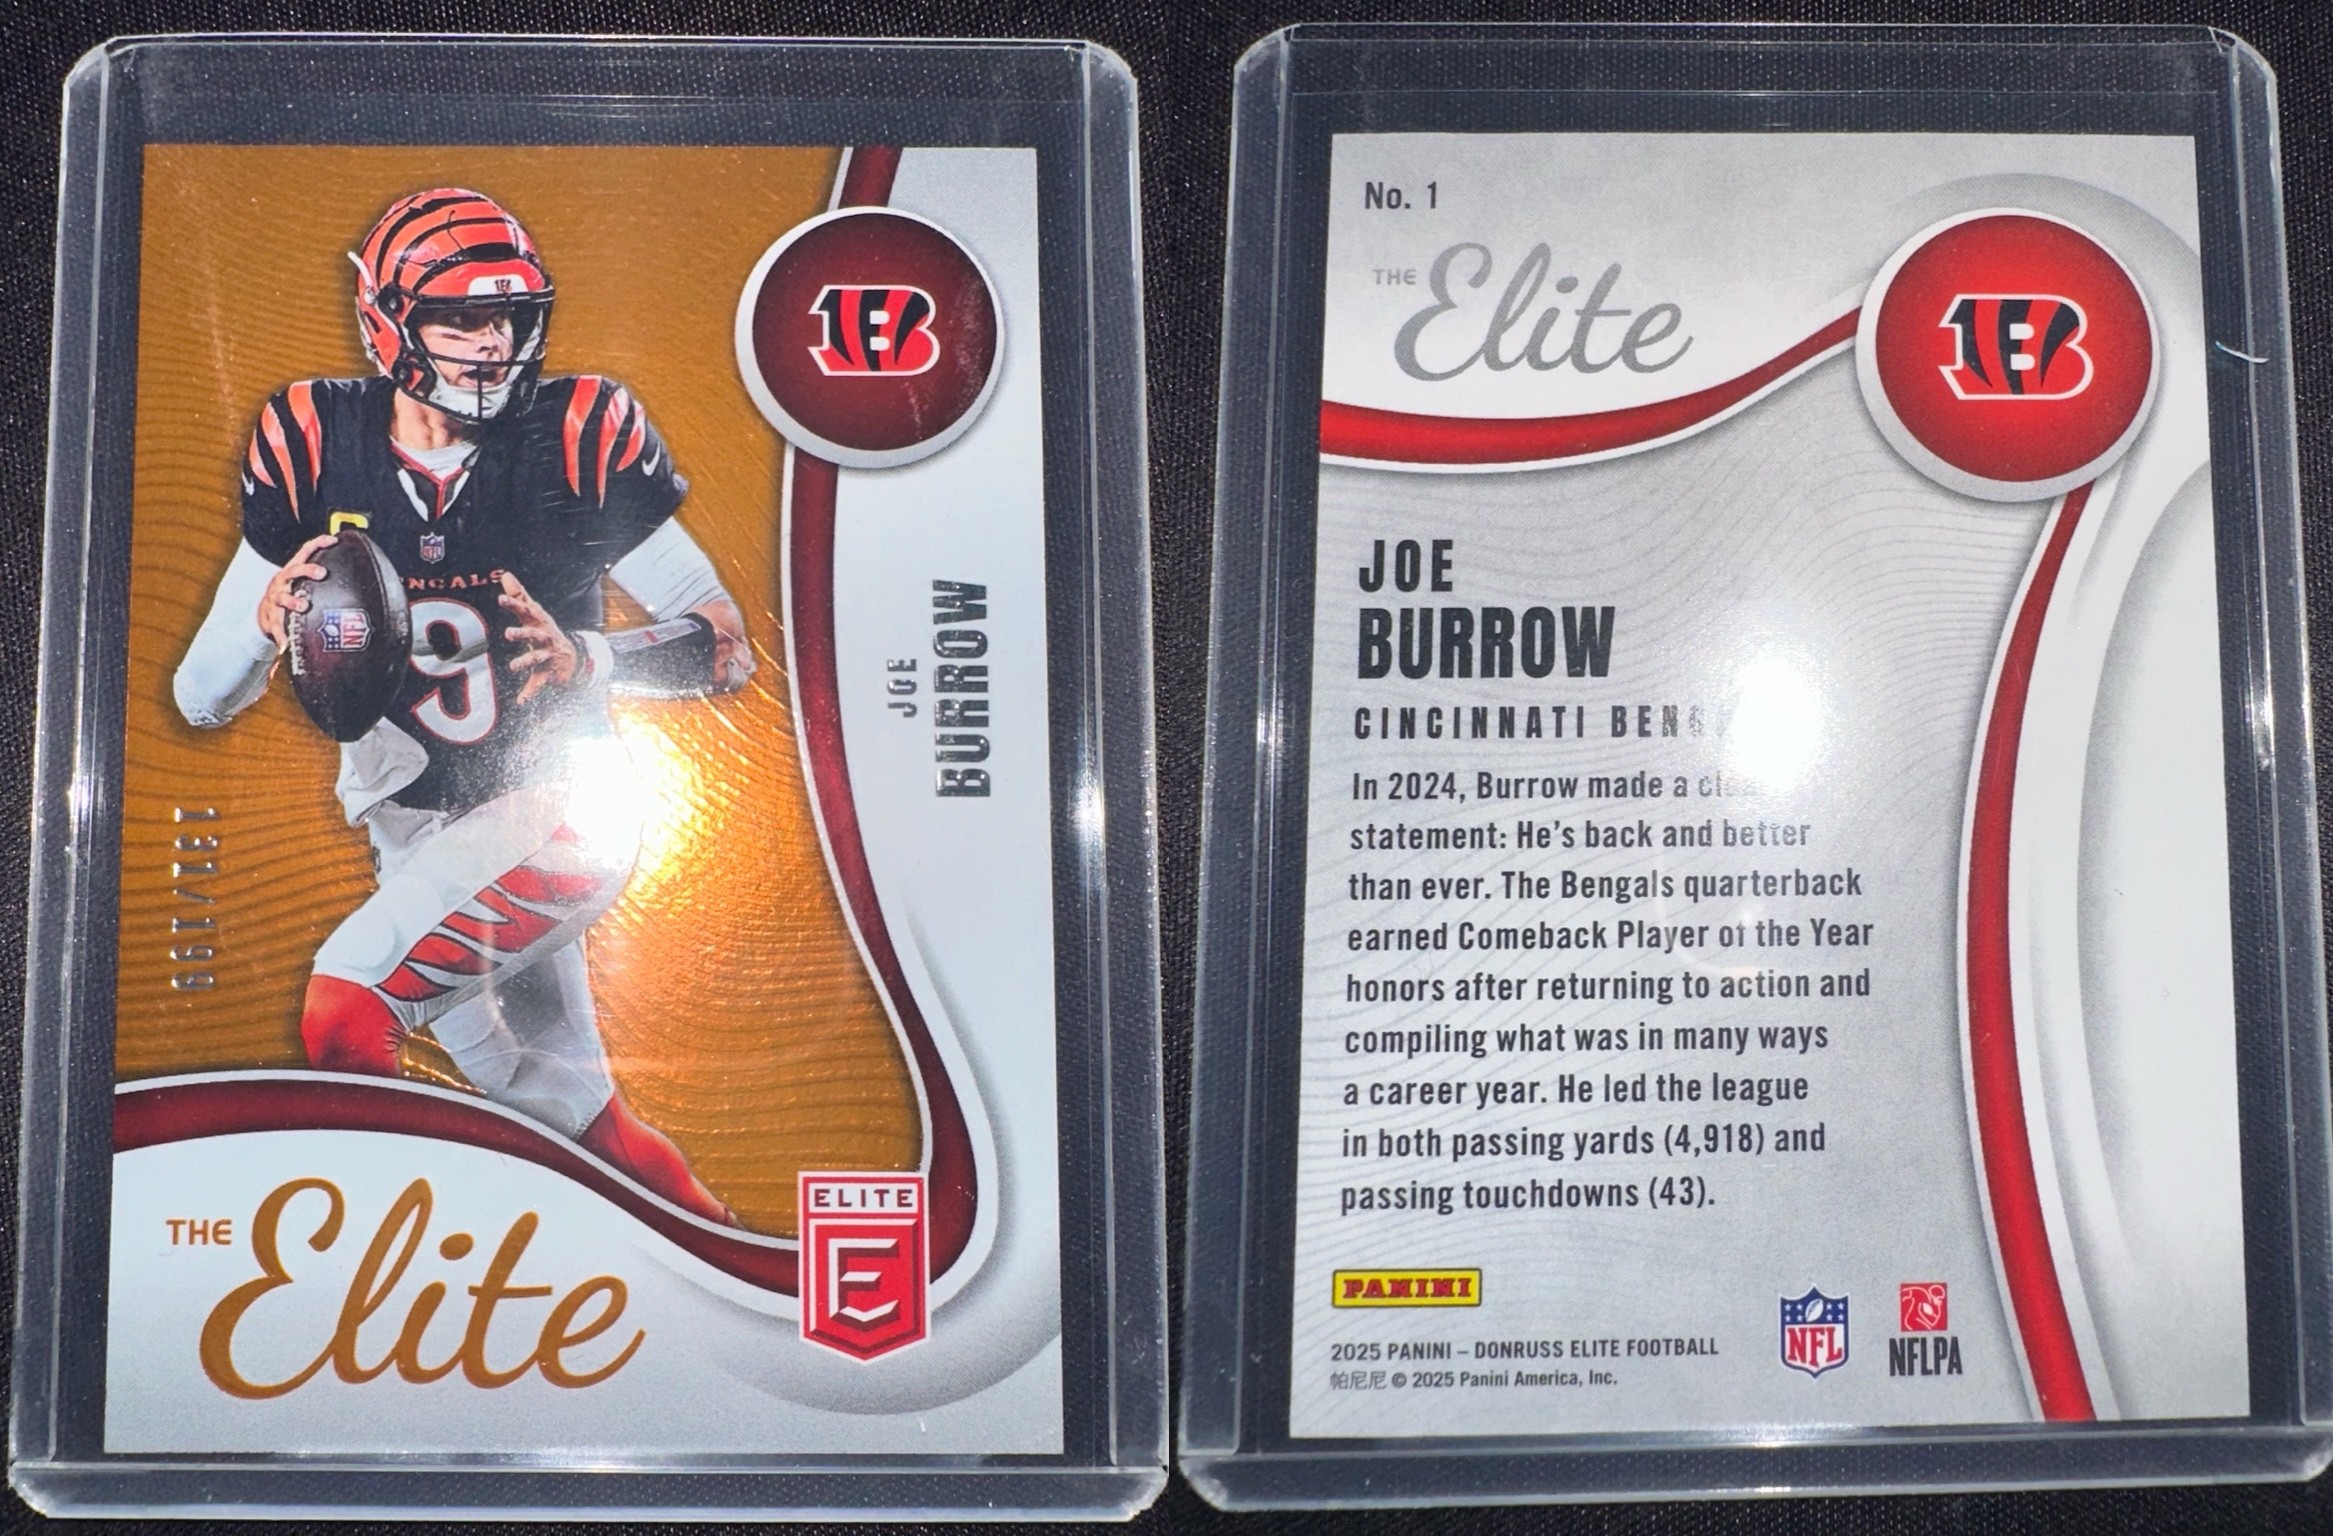 BENGALS
9
JOE
BURROW
131/199
THE Elite
ELITE
E
No. 1
THE Elite
JOE
BURROW
CINCINNATI
In 2024, Burrow made a
statement: He's back and better
than ever. The Bengals quarterback
earned Comeback Player of the Year
honors after returning to action and
compiling what was in many ways
a career year. He led the league
in both passing yards (4,918) and
passing touchdowns (43).
PANINI
2025 PANINI – DONRUSS ELITE FOOTBALL
帕尼尼 © 2025 Panini America, Inc.
NFL
NFLPA